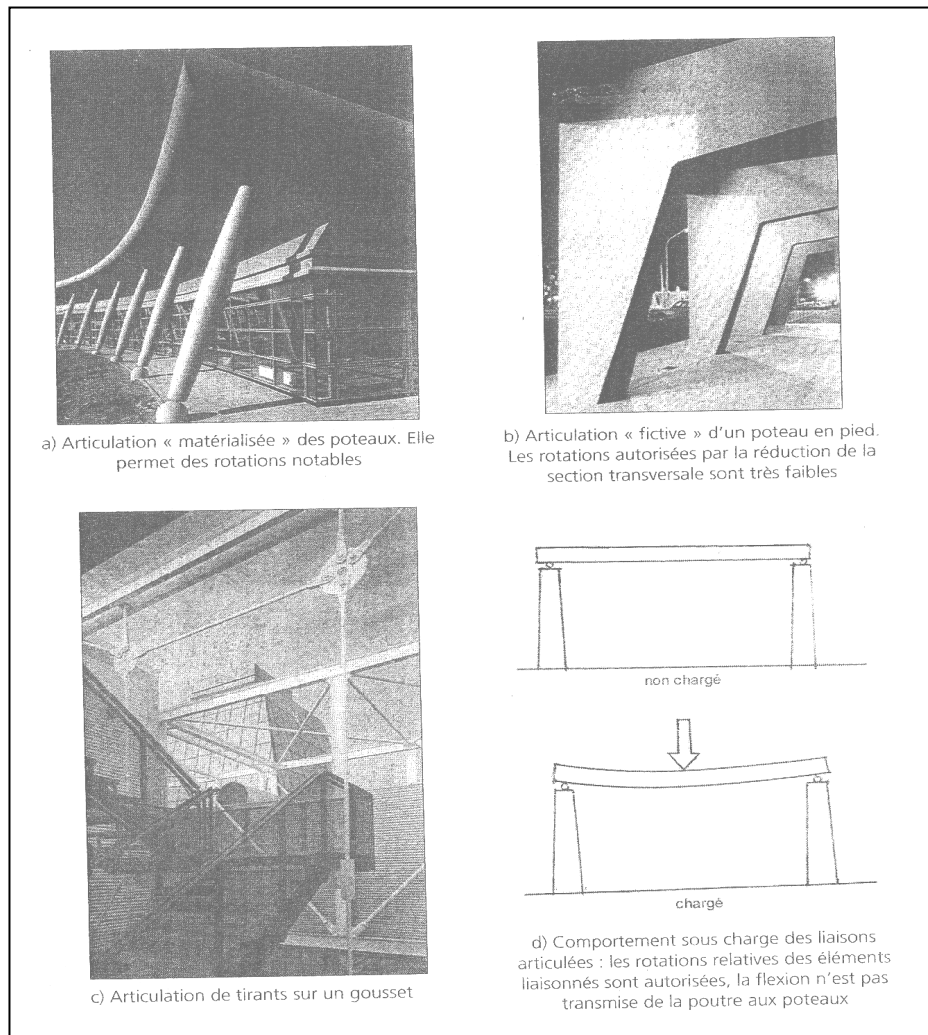 a) Articulation « matérialisée » des poteaux. Elle
permet des rotations notables
b) Articulation « fictive » d'un poteau en pied.
Les rotations autorisées par la réduction de la
section transversale sont très faibles
c) Articulation de tirants sur un gousset
non chargé
chargé
d) Comportement sous charge des liaisons
articulées : les rotations relatives des éléments
liaisonnés sont autorisées, la flexion n'est pas
transmise de la poutre aux poteaux